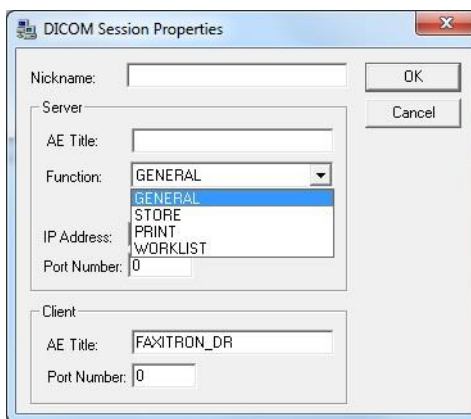 DICOM Session Properties
Nickname:
OK
Server
Cancel
AE Title:
Function: GENERAL
GENERAL
STORE
PRINT
WORKLIST
IP Address:
Port Number: 0
Client
AE Title: FAXITRON_DR
Port Number: 0